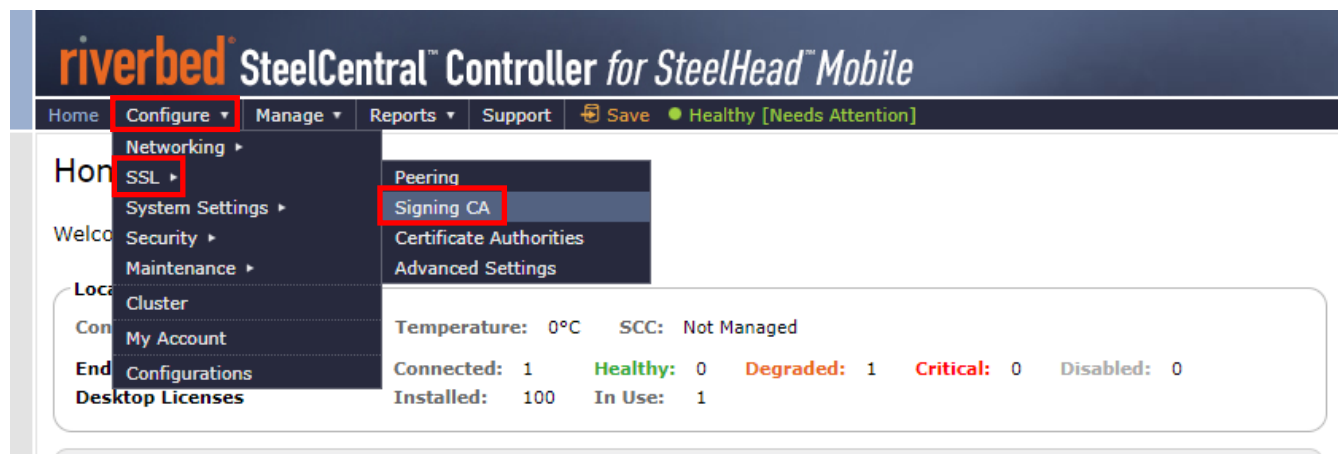 riverbed® SteelCentral™ Controller for SteelHead™ Mobile
Home Configure ▾ Manage ▾ Reports ▾ Support Save Healthy [Needs Attention]
Networking ▸
Hon
SSL ▸
Peering
System Settings ▸
Signing CA
Welco
Security ▸
Certificate Authorities
Maintenance ▸
Advanced Settings
Loca
Cluster
Con
Temperature: 0°C SCC: Not Managed
My Account
End
Configurations
Connected: 1 Healthy: 0 Degraded: 1 Critical: 0 Disabled: 0
Desktop Licenses Installed: 100 In Use: 1